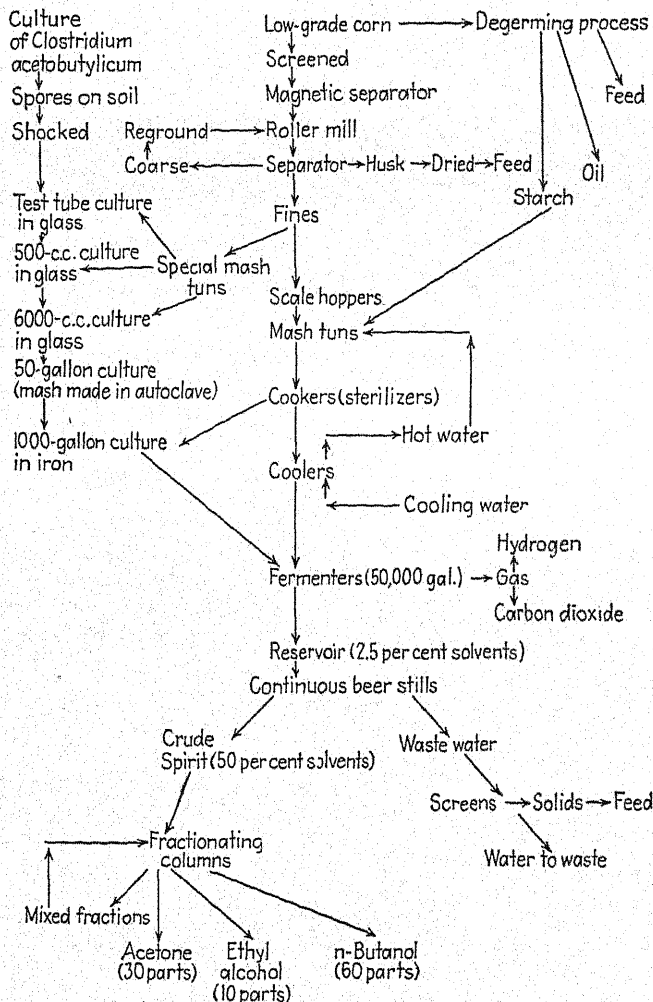 Culture
of Clostridium
acetobutylicum
Low-grade corn
Degerming process
Screened
Spores on soil
Magnetic separator
Feed
Shocked
Reground
Roller mill
Coarse
Separator
Husk
Dried
Feed
Oil
Test tube culture
in glass
Fines
Starch
500-c.c. culture
in glass
Special mash
tuns
Scale hoppers
6000-c.c. culture
in glass
Mash tuns
50-gallon culture
(mash made in autoclave)
Cookers (sterilizers)
1000-gallon culture
in iron
Hot water
Coolers
Cooling water
Hydrogen
Fermenters (50,000 gal.)
Gas
Carbon dioxide
Reservoir (2.5 per cent solvents)
Continuous beer stills
Crude
Spirit (50 per cent solvents)
Waste water
Screens
Solids
Feed
Fractionating
columns
Water to waste
Mixed fractions
Acetone
(30 parts)
Ethyl
alcohol
(10 parts)
n-Butanol
(60 parts)